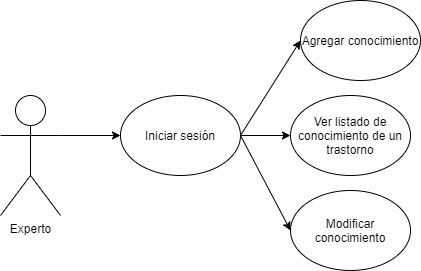 Agregar conocimiento
Iniciar sesión
Ver listado de
conocimiento de un
trastorno
Modificar
conocimiento
Experto